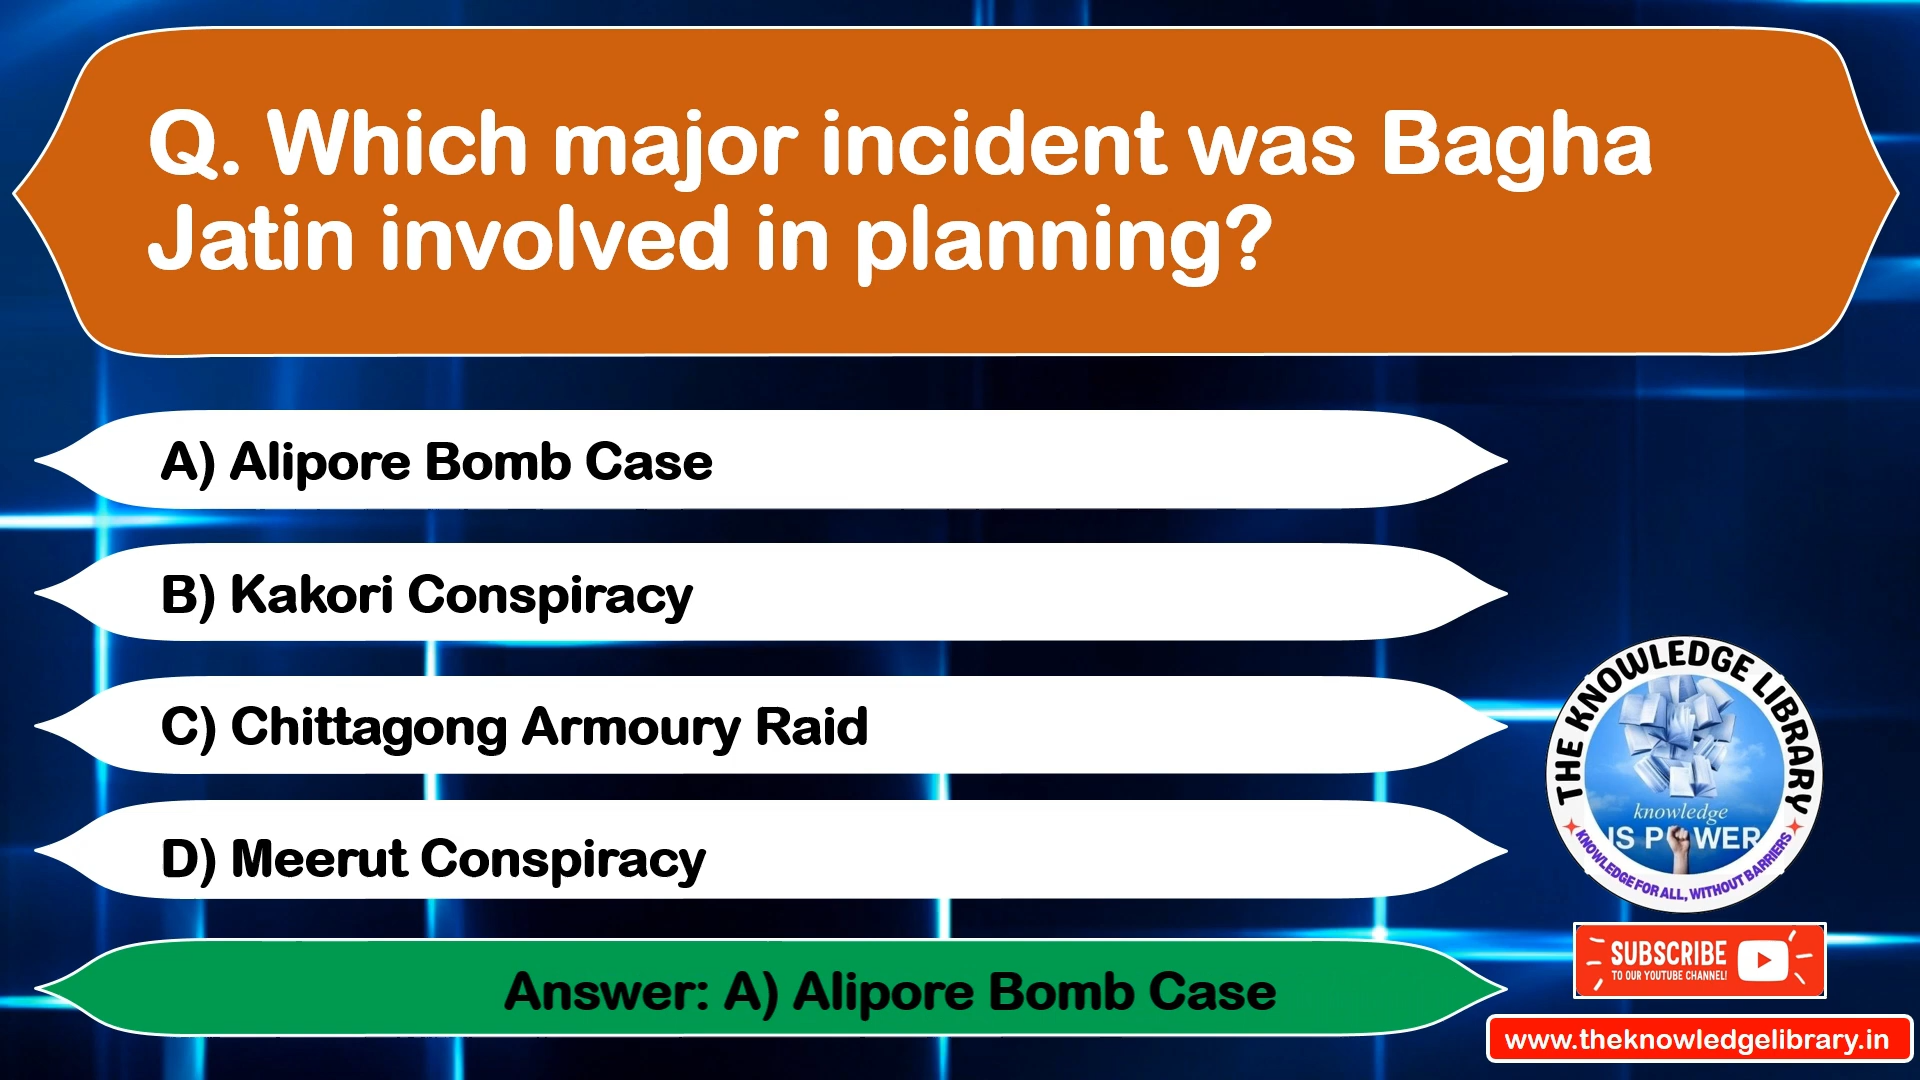 Q. Which major incident was Bagha
Jatin involved in planning?
A) Alipore Bomb Case
B) Kakori Conspiracy
C) Chittagong Armoury Raid
D) Meerut Conspiracy
Answer: A) Alipore Bomb Case
THE KNOWLEDGE LIBRARY
knowledge
IS POWER
KNOWLEDGE FOR ALL, WITHOUT BARRIERS
SUBSCRIBE
TO OUR YOUTUBE CHANNEL!
www.theknowledgelibrary.in